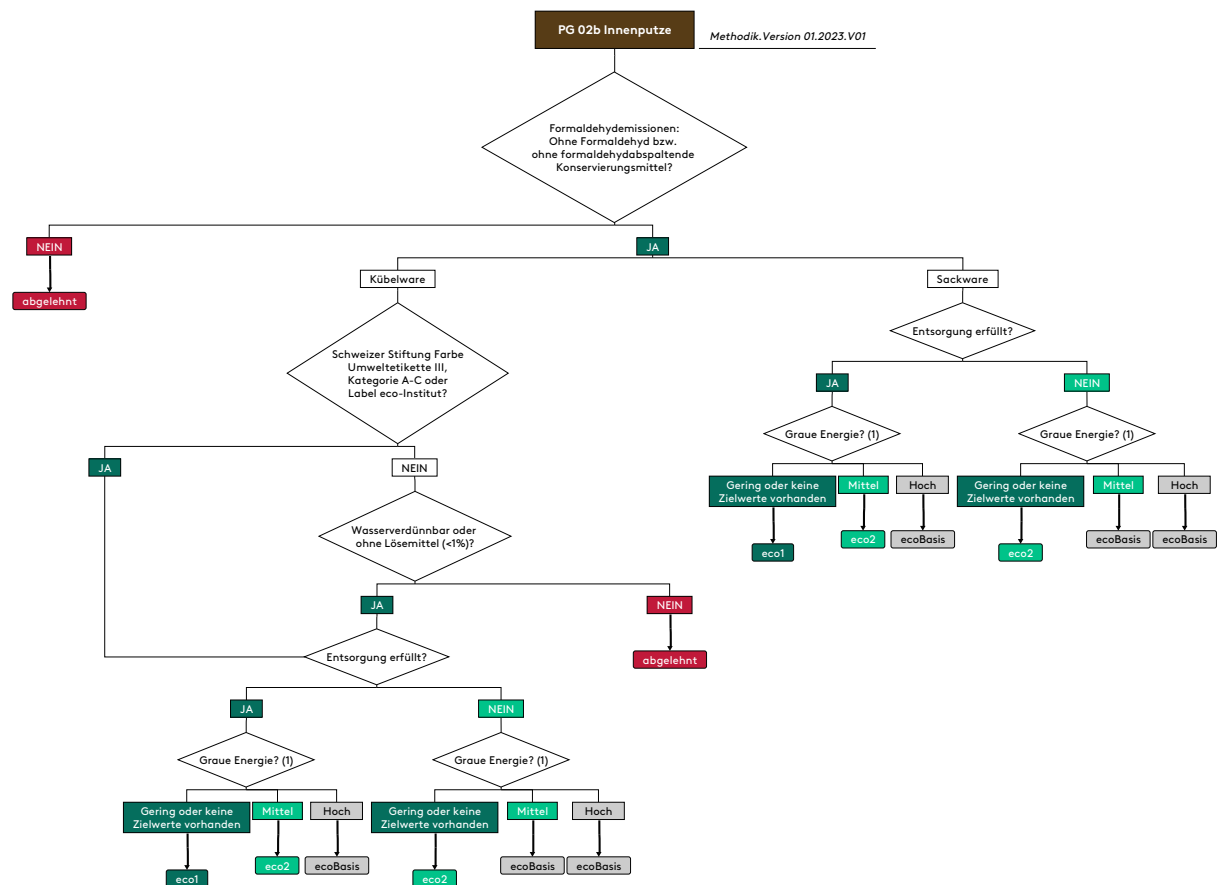 PG 02b Innenputze
Methodik.Version 01.2023.V01
Formaldehydemissionen:
Ohne Formaldehyd bzw.
ohne formaldehydabspaltende
Konservierungsmittel?
NEIN
JA
abgelehnt
Kübelware
Sackware
Schweizer Stiftung Farbe
Umweltetikette III,
Kategorie A-C oder
Label eco-Institut?
Entsorgung erfüllt?
JA
NEIN
Graue Energie? (1)
Graue Energie? (1)
Gering oder keine
Zielwerte vorhanden
Mittel
Hoch
Gering oder keine
Zielwerte vorhanden
Mittel
Hoch
eco1
eco2
ecoBasis
eco2
ecoBasis
ecoBasis
JA
NEIN
Wasserverdünnbar oder
ohne Lösemittel (<1%)?
JA
NEIN
Entsorgung erfüllt?
abgelehnt
JA
NEIN
Graue Energie? (1)
Graue Energie? (1)
Gering oder keine
Zielwerte vorhanden
Mittel
Hoch
Gering oder keine
Zielwerte vorhanden
Mittel
Hoch
eco1
eco2
ecoBasis
eco2
ecoBasis
ecoBasis